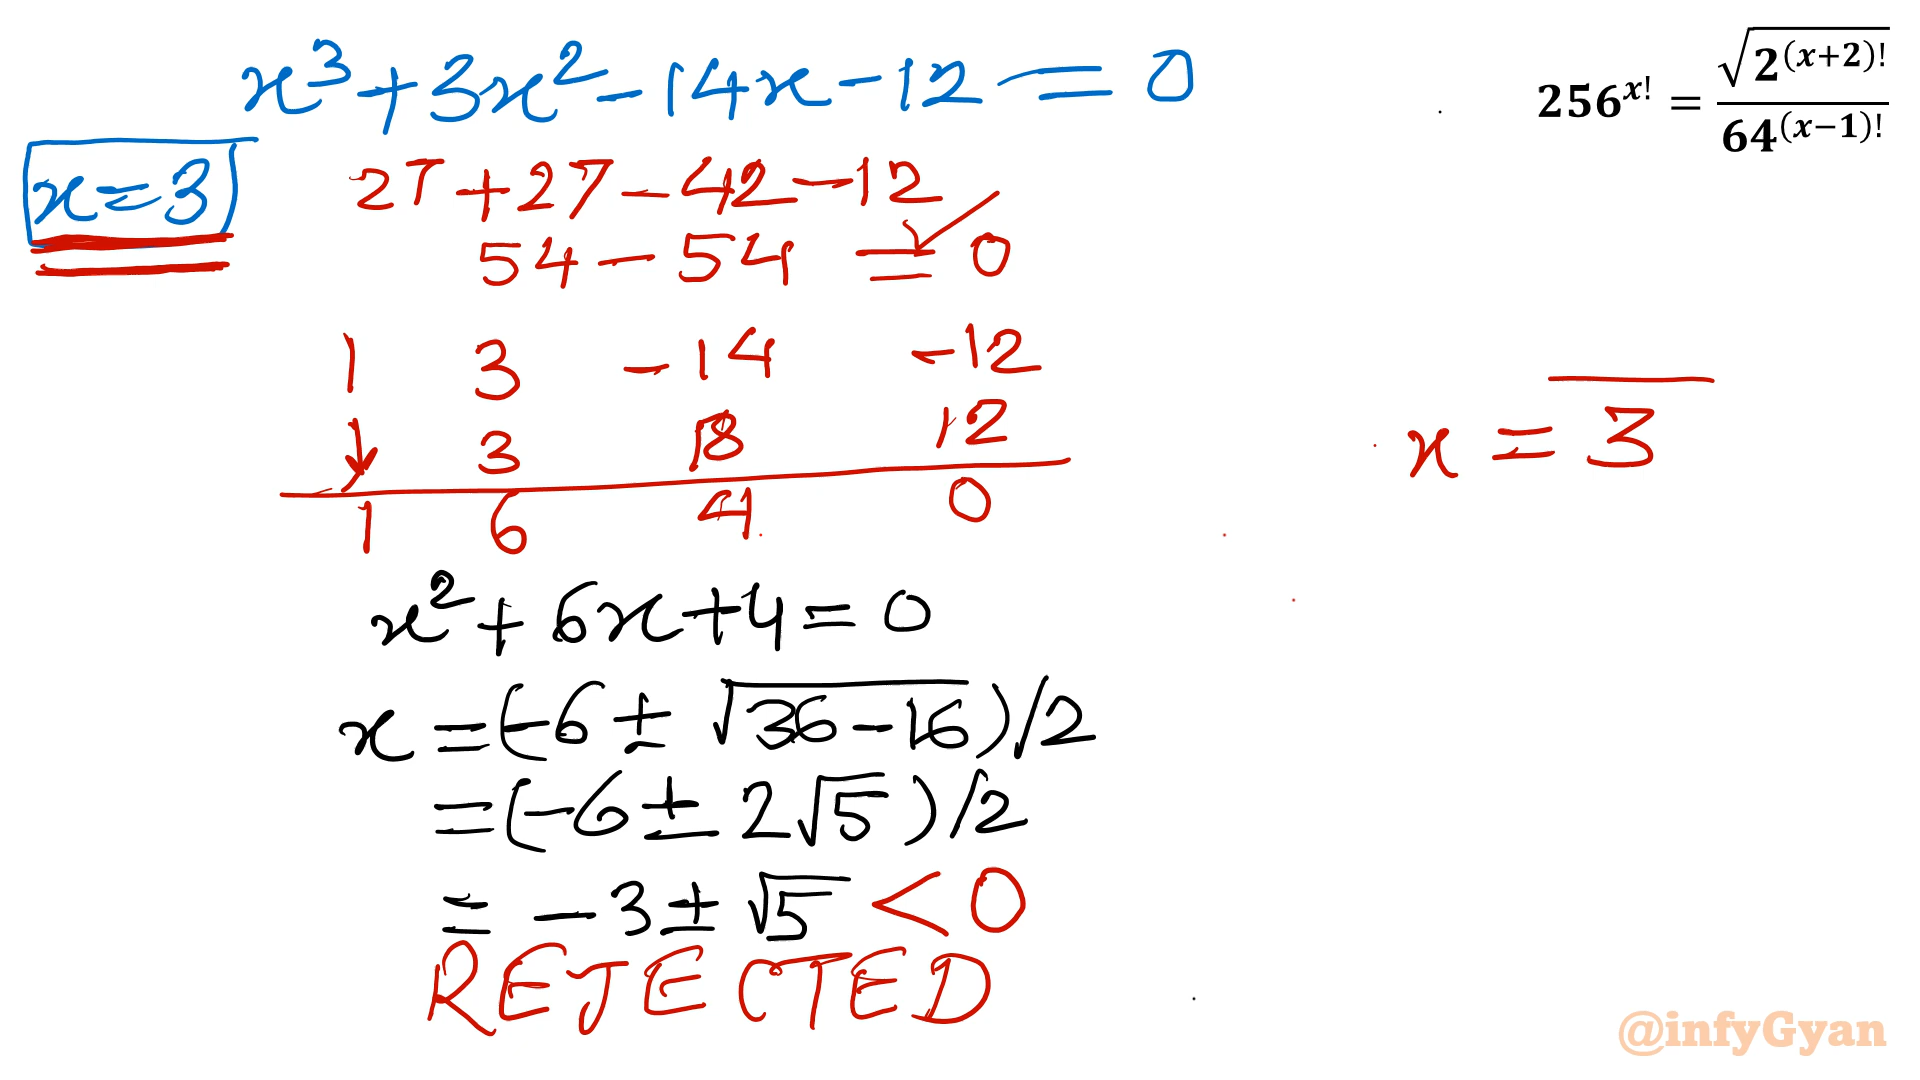 x³ + 3x² - 14x - 12 = 0
256^{x!} = √(2^{(x+2)!}) / 64^{(x-1)!}
x = 3
27 + 27 - 42 - 12
54 - 54 = 0
1 3 -14 -12
3 18 12
1 6 4 0
x = 3
x² + 6x + 4 = 0
x = (-6 ± √36-16)/2
= (-6 ± 2√5)/2
= -3 ± √5 < 0
REJECTED
@infyGyan